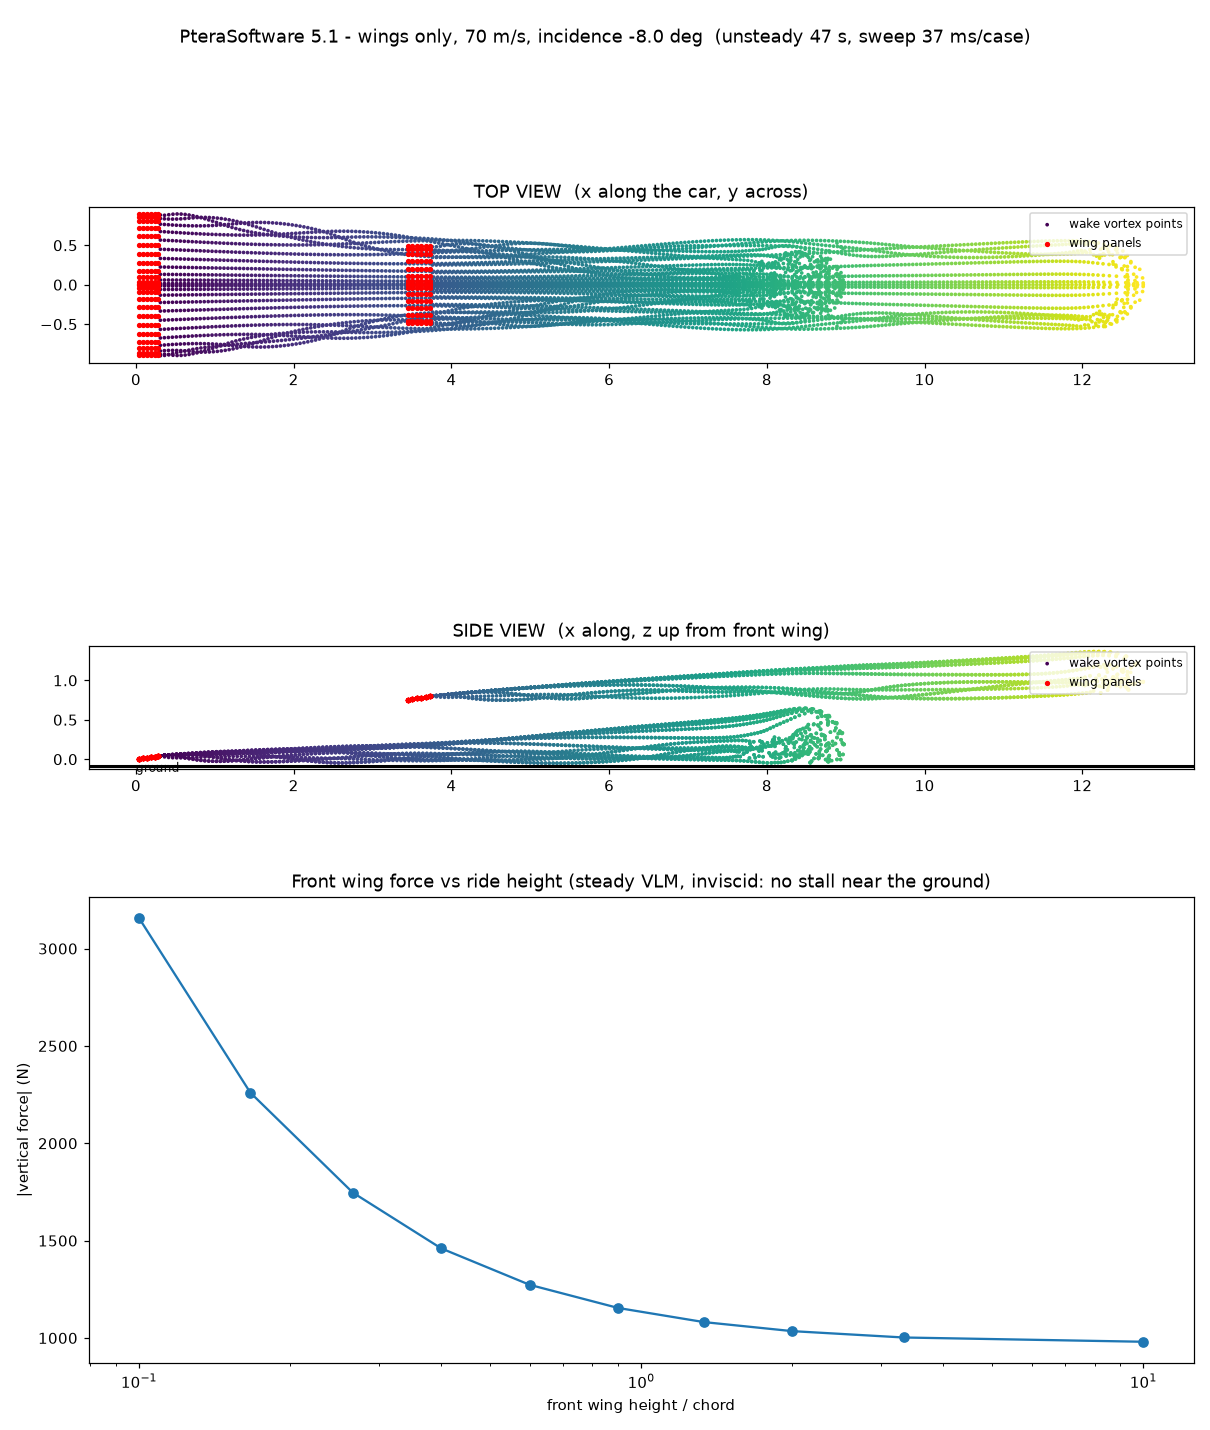 PteraSoftware 5.1 - wings only, 70 m/s, incidence -8.0 deg  (unsteady 47 s, sweep 37 ms/case)
TOP VIEW  (x along the car, y across)
wake vortex points
wing panels
0.5
0.0
−0.5
0 2 4 6 8 10 12
SIDE VIEW  (x along, z up from front wing)
wake vortex points
wing panels
1.0
0.5
0.0
ground
0 2 4 6 8 10 12
Front wing force vs ride height (steady VLM, inviscid: no stall near the ground)
|vertical force| (N)
3000
2500
2000
1500
1000
10⁻¹ 10⁰ 10¹
front wing height / chord